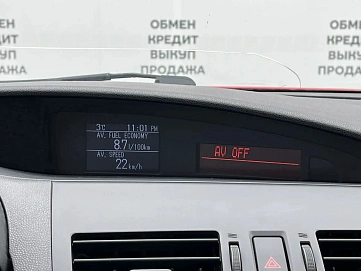 ОБМЕН
КРЕДИТ
ВЫКУП
ПРОДАЖА
ОБМЕН
КРЕДИТ
ВЫКУП
ПРОДАЖА
3°C 11:01 PM
AV. FUEL ECONOMY
8.7 l/100km
AV. SPEED
22 km/h
AV OFF